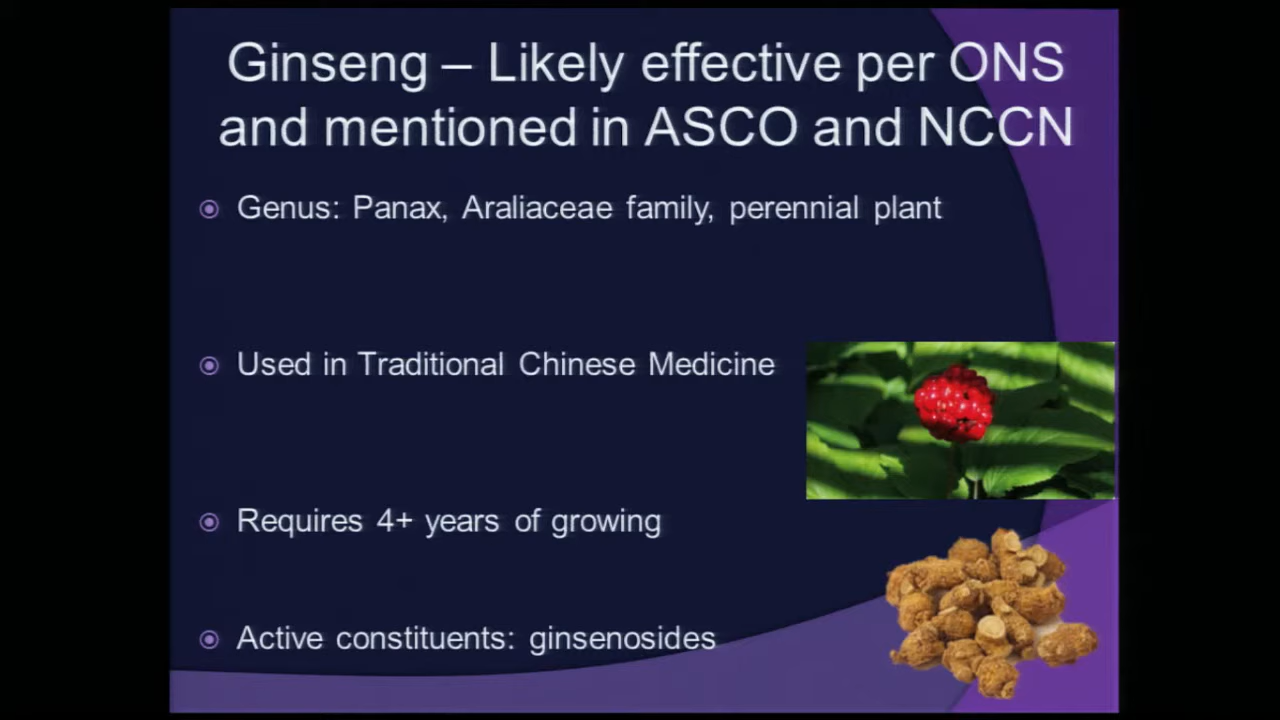 Ginseng – Likely effective per ONS
and mentioned in ASCO and NCCN
Genus: Panax, Araliaceae family, perennial plant
Used in Traditional Chinese Medicine
Requires 4+ years of growing
Active constituents: ginsenosides